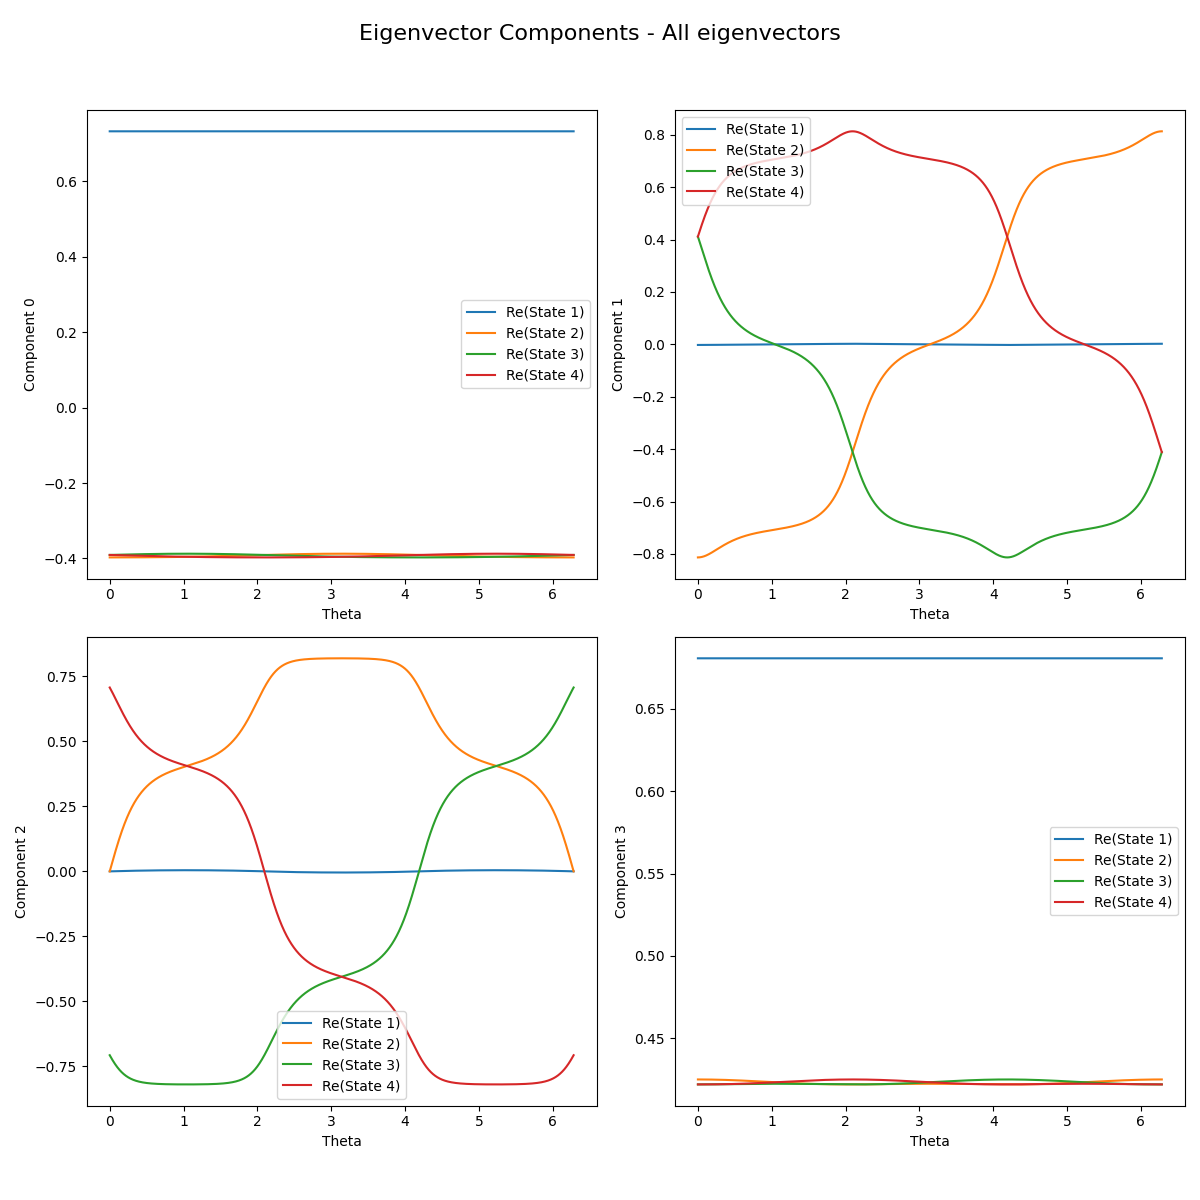 Eigenvector Components - All eigenvectors
Component 0
0.6
0.4
0.2
0.0
−0.2
−0.4
Re(State 1)
Re(State 2)
Re(State 3)
Re(State 4)
0 1 2 3 4 5 6
Theta
Component 1
0.8
0.6
0.4
0.2
0.0
−0.2
−0.4
−0.6
−0.8
Re(State 1)
Re(State 2)
Re(State 3)
Re(State 4)
0 1 2 3 4 5 6
Theta
Component 2
0.75
0.50
0.25
0.00
−0.25
−0.50
−0.75
Re(State 1)
Re(State 2)
Re(State 3)
Re(State 4)
0 1 2 3 4 5 6
Theta
Component 3
0.65
0.60
0.55
0.50
0.45
Re(State 1)
Re(State 2)
Re(State 3)
Re(State 4)
0 1 2 3 4 5 6
Theta